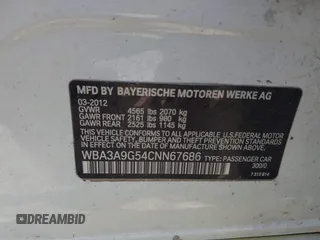 MFD BY BAYERISCHE MOTOREN WERKE AG
03-2012
GVWR 4565 lbs 2070 kg
GAWR FRONT 2161 lbs 980 kg
GAWR REAR 2525 lbs 1145 kg
THIS VEHICLE CONFORMS TO ALL APPLICABLE
U.S. FEDERAL MOTOR VEHICLE SAFETY, BUMPER,
AND THEFT PREVENTION STANDARDS IN EFFECT
ON THE DATE OF MANUFACTURE SHOWN ABOVE.
WBA3A9G54CNN67686 TYPE: PASSENGER CAR
300/0
DREAMBID